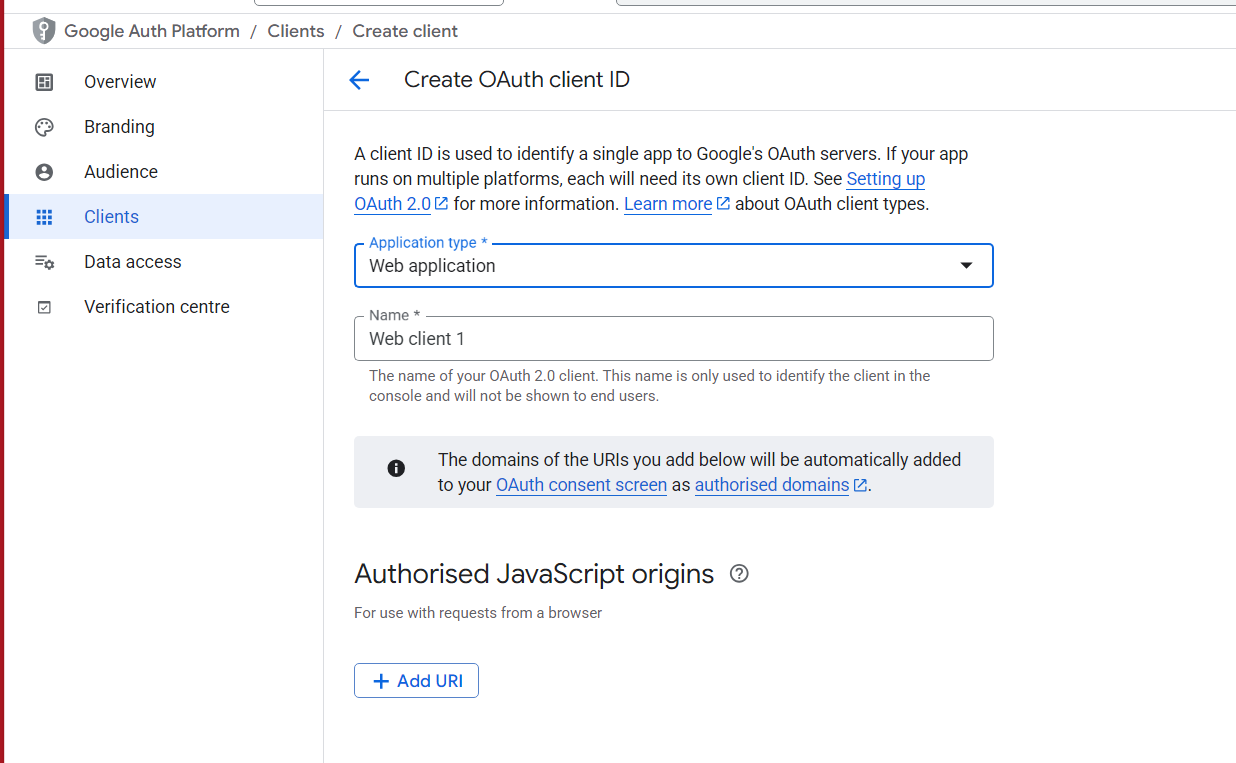 Google Auth Platform / Clients / Create client
Overview
Branding
Audience
Clients
Data access
Verification centre
Create OAuth client ID
A client ID is used to identify a single app to Google's OAuth servers. If your app
runs on multiple platforms, each will need its own client ID. See Setting up
OAuth 2.0 for more information. Learn more about OAuth client types.
Application type *
Web application
Name *
Web client 1
The name of your OAuth 2.0 client. This name is only used to identify the client in the
console and will not be shown to end users.
The domains of the URIs you add below will be automatically added
to your OAuth consent screen as authorised domains.
Authorised JavaScript origins
For use with requests from a browser
+ Add URI